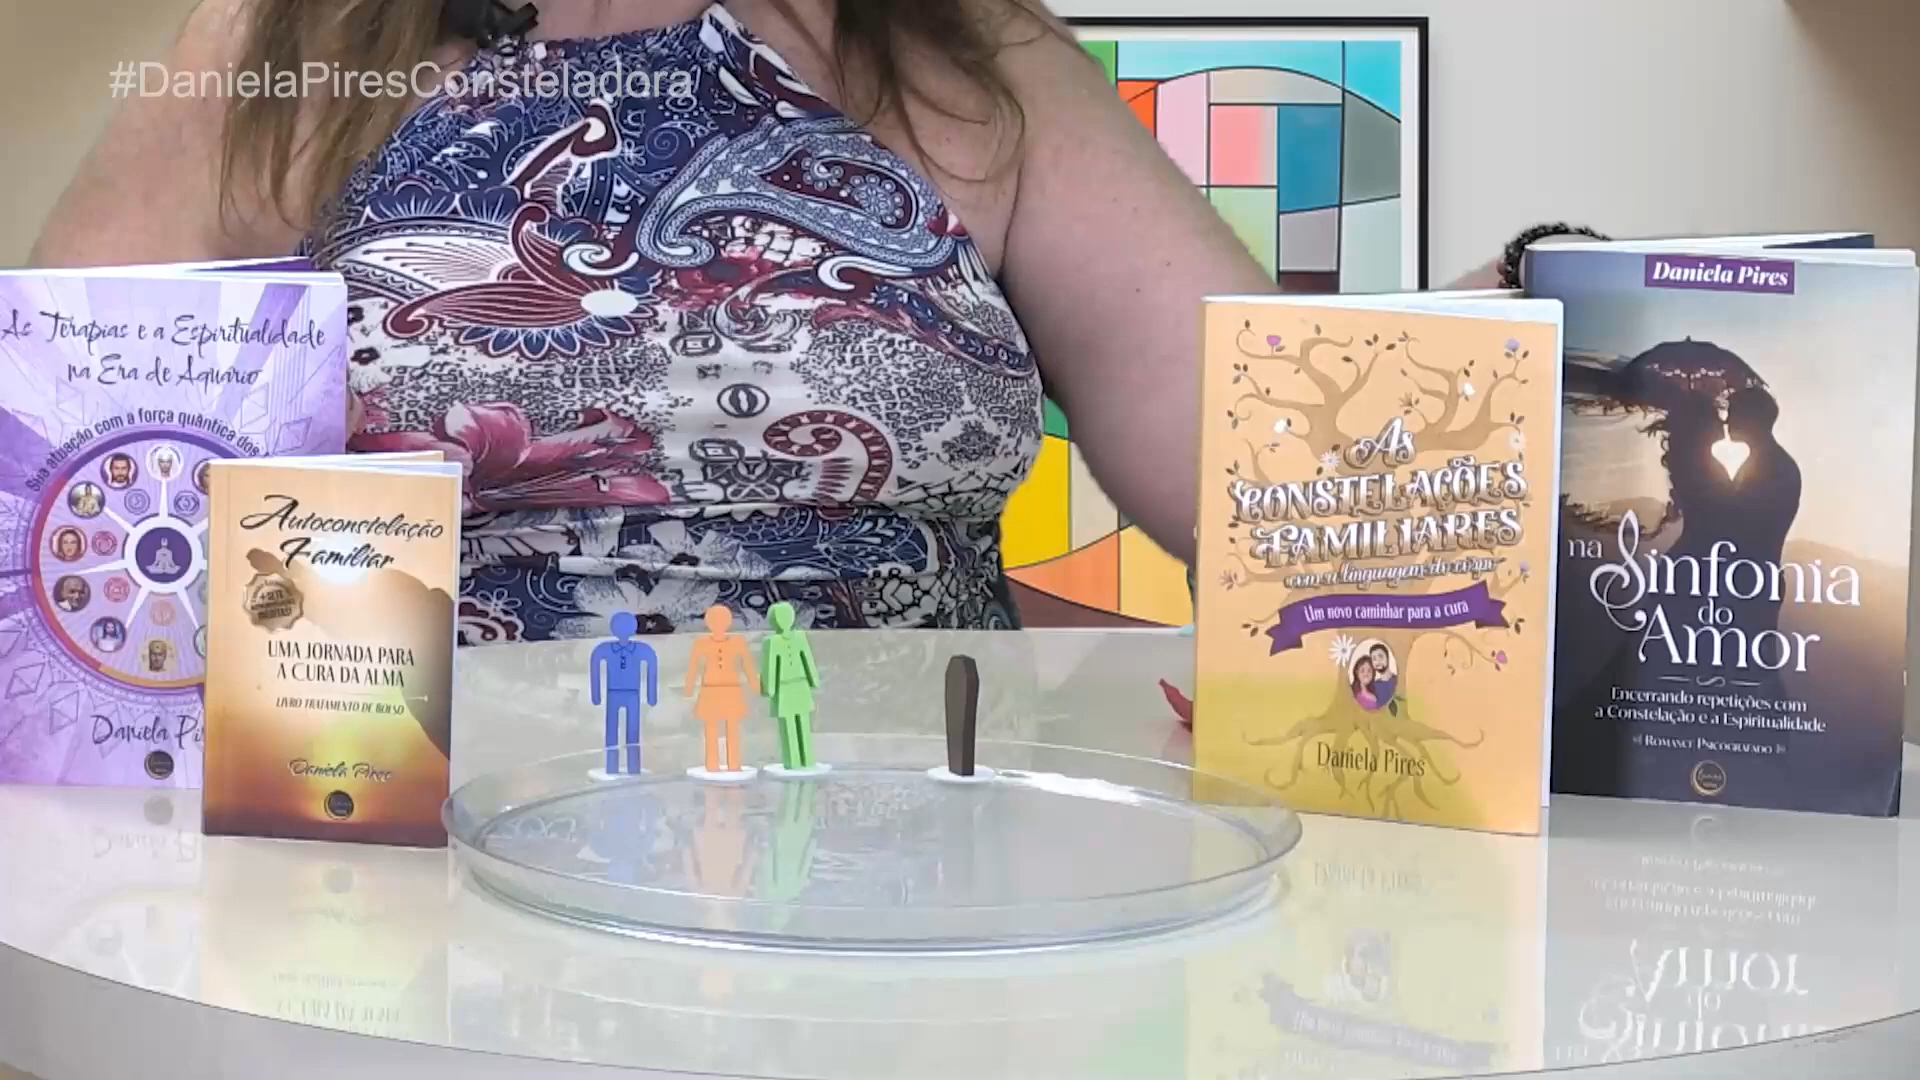 #DanielaPiresConsteladora
As Terapias e a Espiritualidade
na Era de Aquário
Sua atuação com a força quântica dos
Daniela
Autoconstelação
Familiar
UMA JORNADA PARA
A CURA DA ALMA
LIVRO TRATAMENTO DE BOLSO
Daniela Pires
As
CONSTELAÇÕES
FAMILIARES
com a linguagem do corpo
Um novo caminhar para a cura
Daniela Pires
Daniela Pires
na Sinfonia
do
Amor
Encerrando repetições com
a Constelação e a Espiritualidade
Romance Psicografado